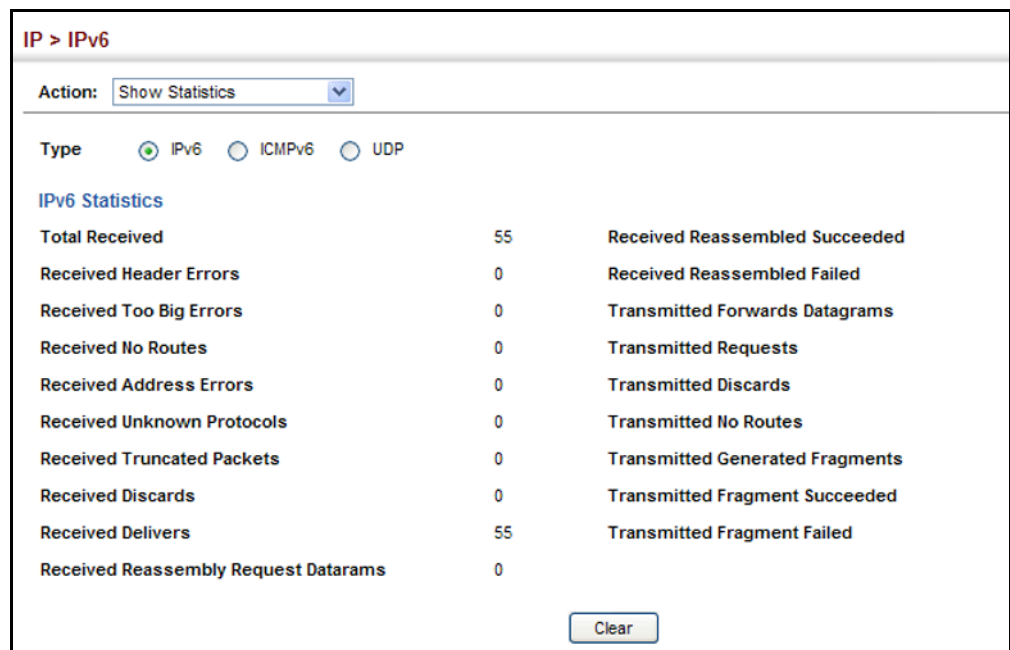 IP > IPv6
Action: Show Statistics
Type IPv6 ICMPv6 UDP
IPv6 Statistics
Total Received 55 Received Reassembled Succeeded
Received Header Errors 0 Received Reassembled Failed
Received Too Big Errors 0 Transmitted Forwards Datagrams
Received No Routes 0 Transmitted Requests
Received Address Errors 0 Transmitted Discards
Received Unknown Protocols 0 Transmitted No Routes
Received Truncated Packets 0 Transmitted Generated Fragments
Received Discards 0 Transmitted Fragment Succeeded
Received Delivers 55 Transmitted Fragment Failed
Received Reassembly Request Datarams 0
Clear